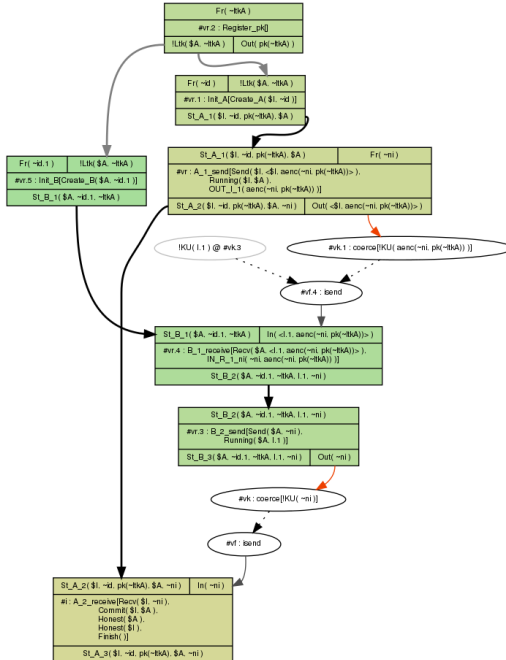 Fr( ~ltkA )
#vr.2 : Register_pk[]
!Ltk( $A. ~ltkA ) Out( pk(~ltkA) )
Fr( ~id ) !Ltk( $A. ~ltkA )
#vr.1 : Init_A[Create_A( $I. ~id )]
St_A_1( $I. ~id. pk(~ltkA). $A )
Fr( ~id.1 ) !Ltk( $A. ~ltkA )
#vr.5 : Init_B[Create_B( $A. ~id.1 )]
St_B_1( $A. ~id.1. ~ltkA )
St_A_1( $I. ~id. pk(~ltkA). $A ) Fr( ~ni )
#vr : A_1_send[Send( $I. <$I. aenc(~ni. pk(~ltkA))> ).
Running( $I. $A ).
OUT_I_1( aenc(~ni. pk(~ltkA)) )]
St_A_2( $I. ~id. pk(~ltkA). $A. ~ni ) Out( <$I. aenc(~ni. pk(~ltkA))> )
!KU( I.1 ) @ #vk.3
#vk.1 : coerce[!KU( aenc(~ni. pk(~ltkA)) )]
#vf.4 : isend
St_B_1( $A. ~id.1. ~ltkA ) In( <I.1. aenc(~ni. pk(~ltkA))> )
#vr.4 : B_1_receive[Recv( $A. <I.1. aenc(~ni. pk(~ltkA))> ).
IN_R_1_ni( ~ni. aenc(~ni. pk(~ltkA)) )]
St_B_2( $A. ~id.1. ~ltkA. I.1. ~ni )
St_B_2( $A. ~id.1. ~ltkA. I.1. ~ni )
#vr.3 : B_2_send[Send( $A. ~ni ).
Running( $A. I.1 )]
St_B_3( $A. ~id.1. ~ltkA. I.1. ~ni ) Out( ~ni )
#vk : coerce[!KU( ~ni )]
#vf : isend
St_A_2( $I. ~id. pk(~ltkA). $A. ~ni ) In( ~ni )
#i : A_2_receive[Recv( $I. ~ni ).
Commit( $I. $A ).
Honest( $A ).
Honest( $I ).
Finish( )]
St_A_3( $I. ~id. pk(~ltkA). $A. ~ni )